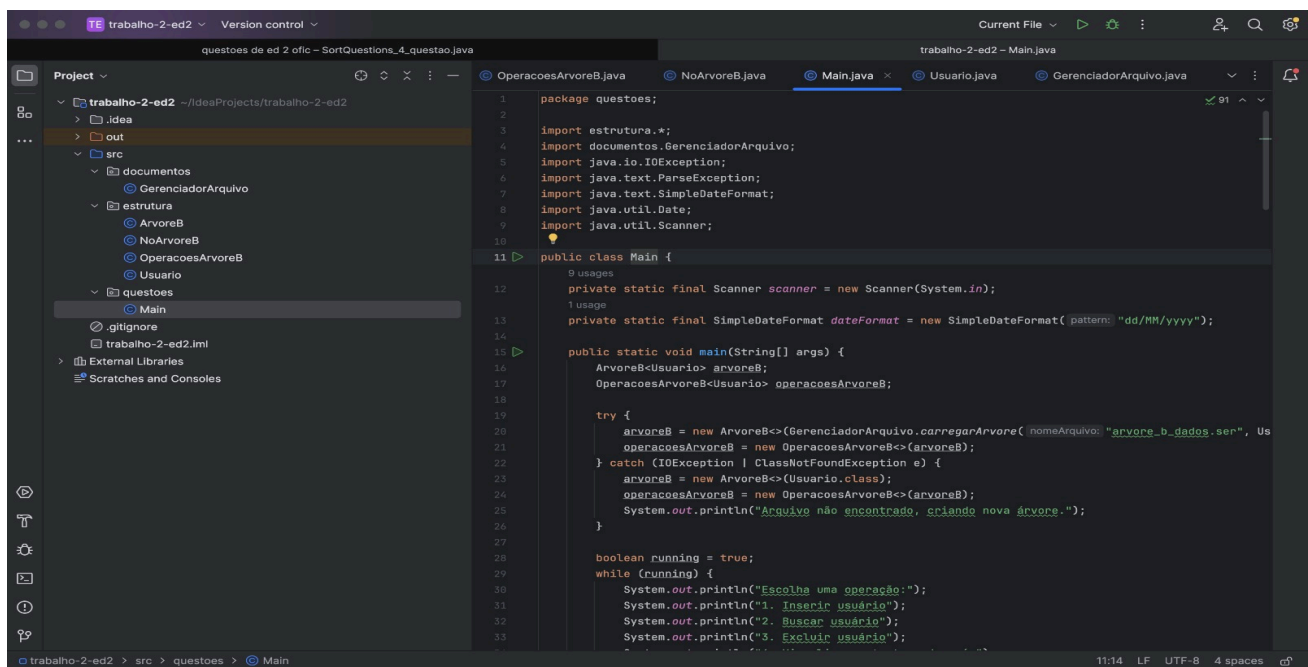 TE trabalho-2-ed2 Version control Current File
questoes de ed 2 ofic – SortQuestions_4_questao.java trabalho-2-ed2 – Main.java
Project OperacoesArvoreB.java NoArvoreB.java Main.java Usuario.java GerenciadorArquivo.java
trabalho-2-ed2 ~/IdeaProjects/trabalho-2-ed2
.idea
out
src
documentos
GerenciadorArquivo
estrutura
ArvoreB
NoArvoreB
OperacoesArvoreB
Usuario
questoes
Main
.gitignore
trabalho-2-ed2.iml
External Libraries
Scratches and Consoles
91
1 package questoes;
2
3 import estrutura.*;
4 import documentos.GerenciadorArquivo;
5 import java.io.IOException;
6 import java.text.ParseException;
7 import java.text.SimpleDateFormat;
8 import java.util.Date;
9 import java.util.Scanner;
10
11 public class Main {
9 usages
12 private static final Scanner scanner = new Scanner(System.in);
1 usage
13 private static final SimpleDateFormat dateFormat = new SimpleDateFormat( pattern: "dd/MM/yyyy");
14
15 public static void main(String[] args) {
16 ArvoreB<Usuario> arvoreB;
17 OperacoesArvoreB<Usuario> operacoesArvoreB;
18
19 try {
20 arvoreB = new ArvoreB<>(GerenciadorArquivo.carregarArvore( nomeArquivo: "arvore_b_dados.ser", Us
21 operacoesArvoreB = new OperacoesArvoreB<>(arvoreB);
22 } catch (IOException | ClassNotFoundException e) {
23 arvoreB = new ArvoreB<>(Usuario.class);
24 operacoesArvoreB = new OperacoesArvoreB<>(arvoreB);
25 System.out.println("Arquivo não encontrado, criando nova árvore.");
26 }
27
28 boolean running = true;
29 while (running) {
30 System.out.println("Escolha uma operação:");
31 System.out.println("1. Inserir usuário");
32 System.out.println("2. Buscar usuário");
33 System.out.println("3. Excluir usuário");
trabalho-2-ed2 > src > questoes > Main 11:14 LF UTF-8 4 spaces